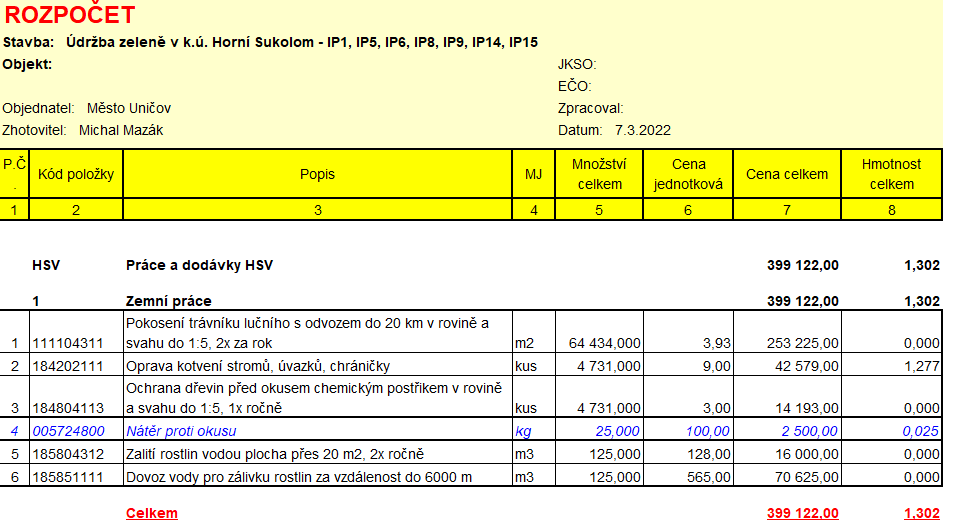 ROZPOČET
Stavba: Údržba zeleně v k.ú. Horní Sukolom - IP1, IP5, IP6, IP8, IP9, IP14, IP15
Objekt: JKSO:
EČO:
Objednatel: Město Uničov Zpracoval:
Zhotovitel: Michal Mazák Datum: 7.3.2022
P.Č. Kód položky Popis MJ Množství celkem Cena jednotková Cena celkem Hmotnost celkem
1 2 3 4 5 6 7 8
HSV Práce a dodávky HSV 399 122,00 1,302
1 Zemní práce 399 122,00 1,302
Pokosení trávníku lučního s odvozem do 20 km v rovině a
1 111104311 svahu do 1:5, 2x za rok m2 64 434,000 3,93 253 225,00 0,000
2 184202111 Oprava kotvení stromů, úvazků, chráničky kus 4 731,000 9,00 42 579,00 1,277
Ochrana dřevin před okusem chemickým postřikem v rovině
3 184804113 a svahu do 1:5, 1x ročně kus 4 731,000 3,00 14 193,00 0,000
4 005724800 Nátěr proti okusu kg 25,000 100,00 2 500,00 0,025
5 185804312 Zalití rostlin vodou plocha přes 20 m2, 2x ročně m3 125,000 128,00 16 000,00 0,000
6 185851111 Dovoz vody pro zálivku rostlin za vzdálenost do 6000 m m3 125,000 565,00 70 625,00 0,000
Celkem 399 122,00 1,302